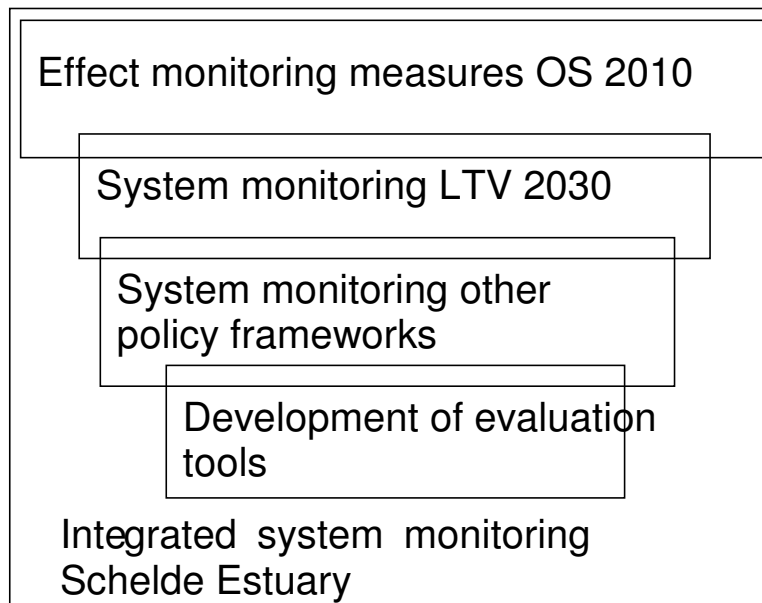 Effect monitoring measures OS 2010
System monitoring LTV 2030
System monitoring other
policy frameworks
Development of evaluation
tools
Integrated system monitoring
Schelde Estuary